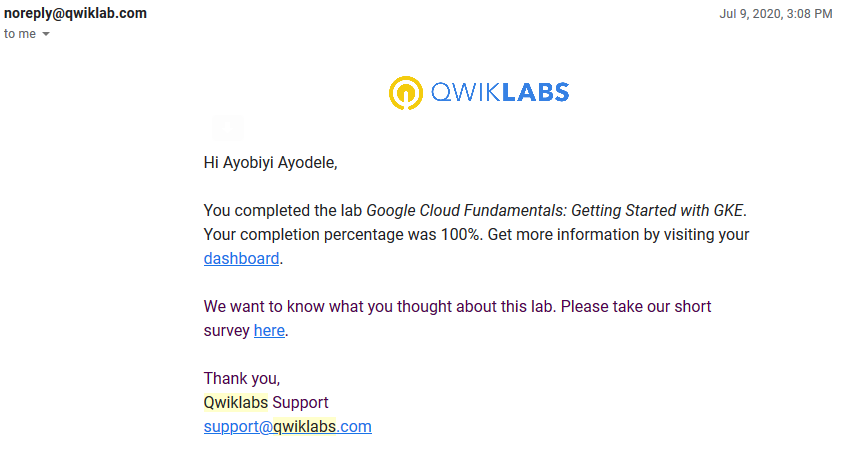 noreply@qwiklab.com
Jul 9, 2020, 3:08 PM
to me
QWIKLABS
Hi Ayobiyi Ayodele,
You completed the lab Google Cloud Fundamentals: Getting Started with GKE.
Your completion percentage was 100%. Get more information by visiting your
dashboard.
We want to know what you thought about this lab. Please take our short
survey here.
Thank you,
Qwiklabs Support
support@qwiklabs.com